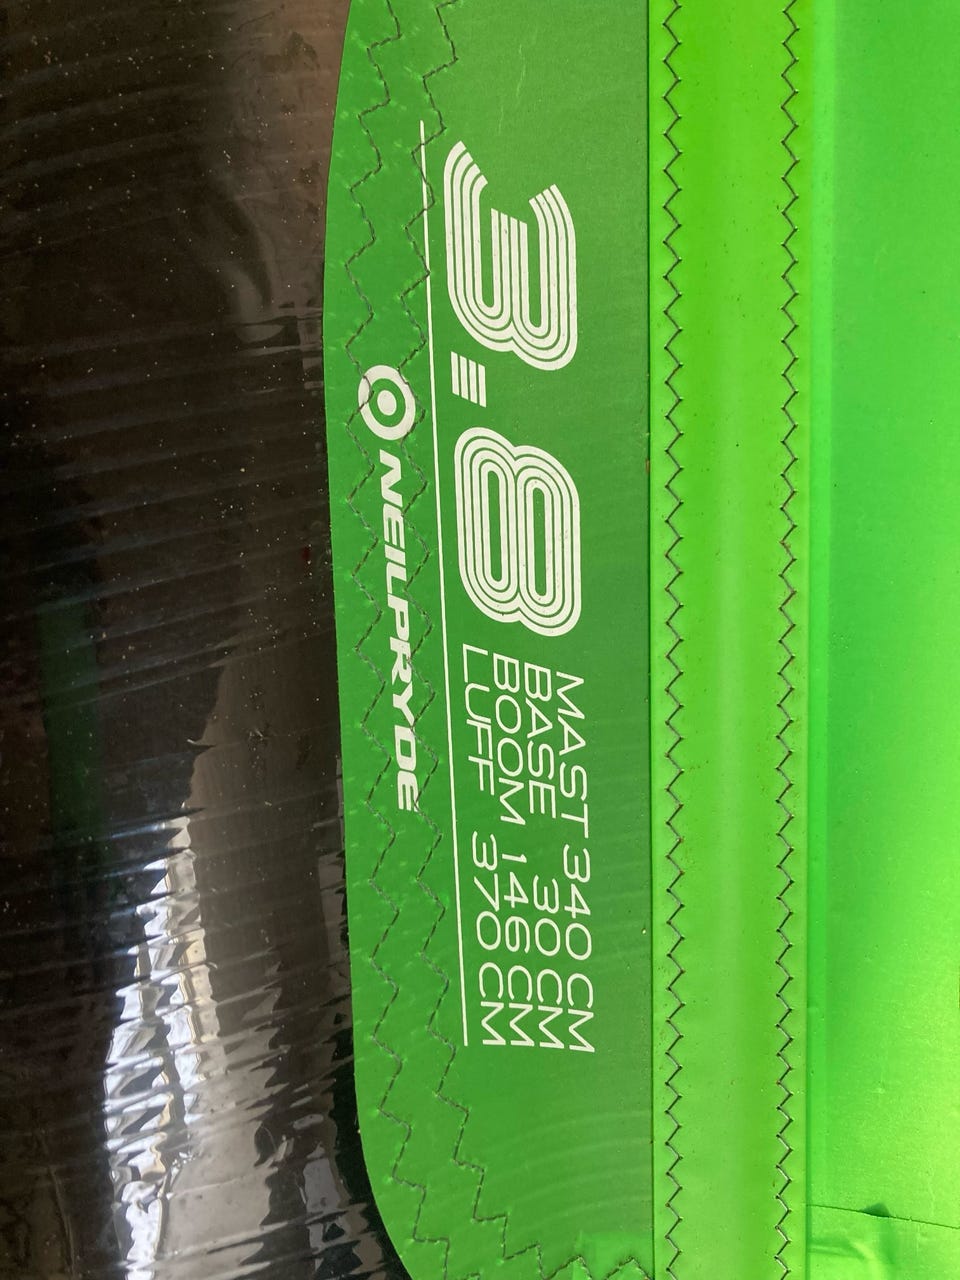 3.8
MAST 340 CM
BASE 30 CM
BOOM 146 CM
LUFF 370 CM
NEILPRYDE